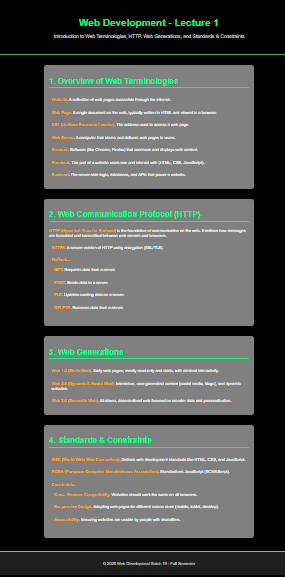 Web Development - Lecture 1
Introduction to Web Terminologies, HTTP, Web Generations, and Standards & Constraints
1. Overview of Web Terminologies
Website: A collection of web pages accessible through the internet.
Web Page: A single document on the web, typically written in HTML and viewed in a browser.
URL (Uniform Resource Locator): The address used to access a web page.
Web Server: A computer that stores and delivers web pages to users.
Browser: Software (like Chrome, Firefox) that accesses and displays web content.
Frontend: The part of a website users see and interact with (HTML, CSS, JavaScript).
Backend: The server-side logic, databases, and APIs that power a website.
2. Web Communication Protocol (HTTP)
HTTP (Hypertext Transfer Protocol) is the foundation of communication on the web. It defines how messages
are formatted and transmitted between web servers and browsers.
HTTPS: A secure version of HTTP using encryption (SSL/TLS).
Methods:
GET: Requests data from a server.
POST: Sends data to a server.
PUT: Updates existing data on a server.
DELETE: Removes data from a server.
3. Web Generations
Web 1.0 (Static Web): Early web pages, mostly read-only and static, with minimal interactivity.
Web 2.0 (Dynamic & Social Web): Interactive, user-generated content (social media, blogs), and dynamic
websites.
Web 3.0 (Semantic Web): AI-driven, decentralized web focused on smarter data and personalization.
4. Standards & Constraints
W3C (World Wide Web Consortium): Defines web development standards like HTML, CSS, and JavaScript.
ECMA (European Computer Manufacturers Association): Standardizes JavaScript (ECMAScript).
Constraints:
Cross-Browser Compatibility: Websites should work the same on all browsers.
Responsive Design: Adapting web pages for different screen sizes (mobile, tablet, desktop).
Accessibility: Ensuring websites are usable by people with disabilities.
Web Development Batch